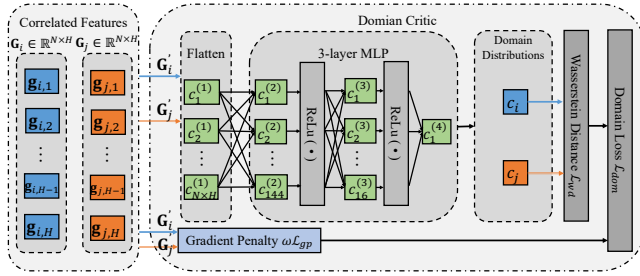 Correlated Features
G_i ∈ ℝ^{N×H} G_j ∈ ℝ^{N×H}
g_{i,1} g_{j,1}
g_{i,2} g_{j,2}
⋮ ⋮
g_{i,H−1} g_{j,H−1}
g_{i,H} g_{j,H}
Domian Critic
G_i
G_j
G_i
G_j
Flatten
c_1^{(1)}
c_2^{(1)}
⋮
c_{N×H}^{(1)}
3-layer MLP
c_1^{(2)}
c_2^{(2)}
⋮
c_{144}^{(2)}
ReLu (•)
c_1^{(3)}
c_2^{(3)}
⋮
c_{16}^{(3)}
ReLu (•)
c_1^{(4)}
Domain
Distributions
c_i
c_j
Wasserstein Distance ℒ_{wd}
Domain Loss ℒ_{dom}
Gradient Penalty ωℒ_{gp}